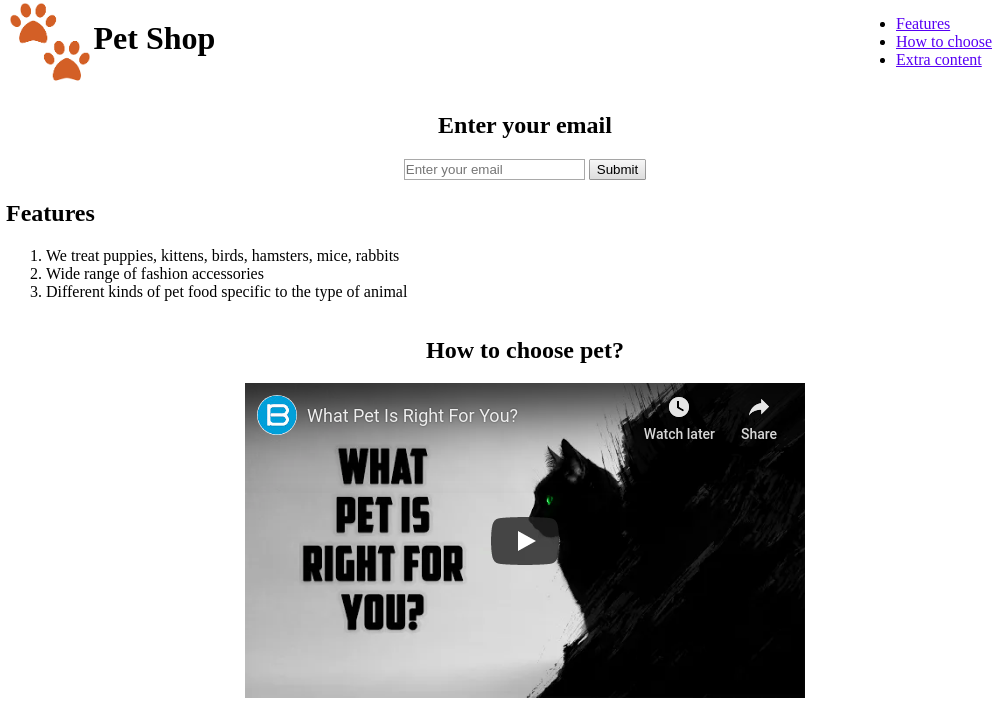 Pet Shop
Features
How to choose
Extra content
Enter your email
Enter your email
Submit
Features
1. We treat puppies, kittens, birds, hamsters, mice, rabbits
2. Wide range of fashion accessories
3. Different kinds of pet food specific to the type of animal
How to choose pet?
What Pet Is Right For You?
Watch later
Share
WHAT
PET IS
RIGHT FOR
YOU?